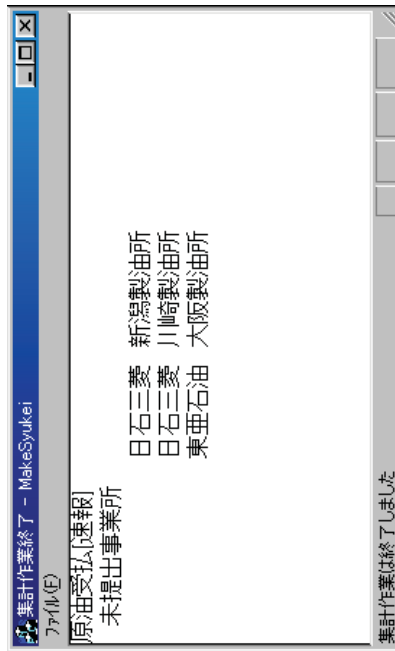 集計作業終了 - MakeSyukei
ファイル(F)
原油受払[速報]
未提出事業所
日石三菱 新潟製油所
日石三菱 川崎製油所
東亜石油 大阪製油所
集計作業は終了しました